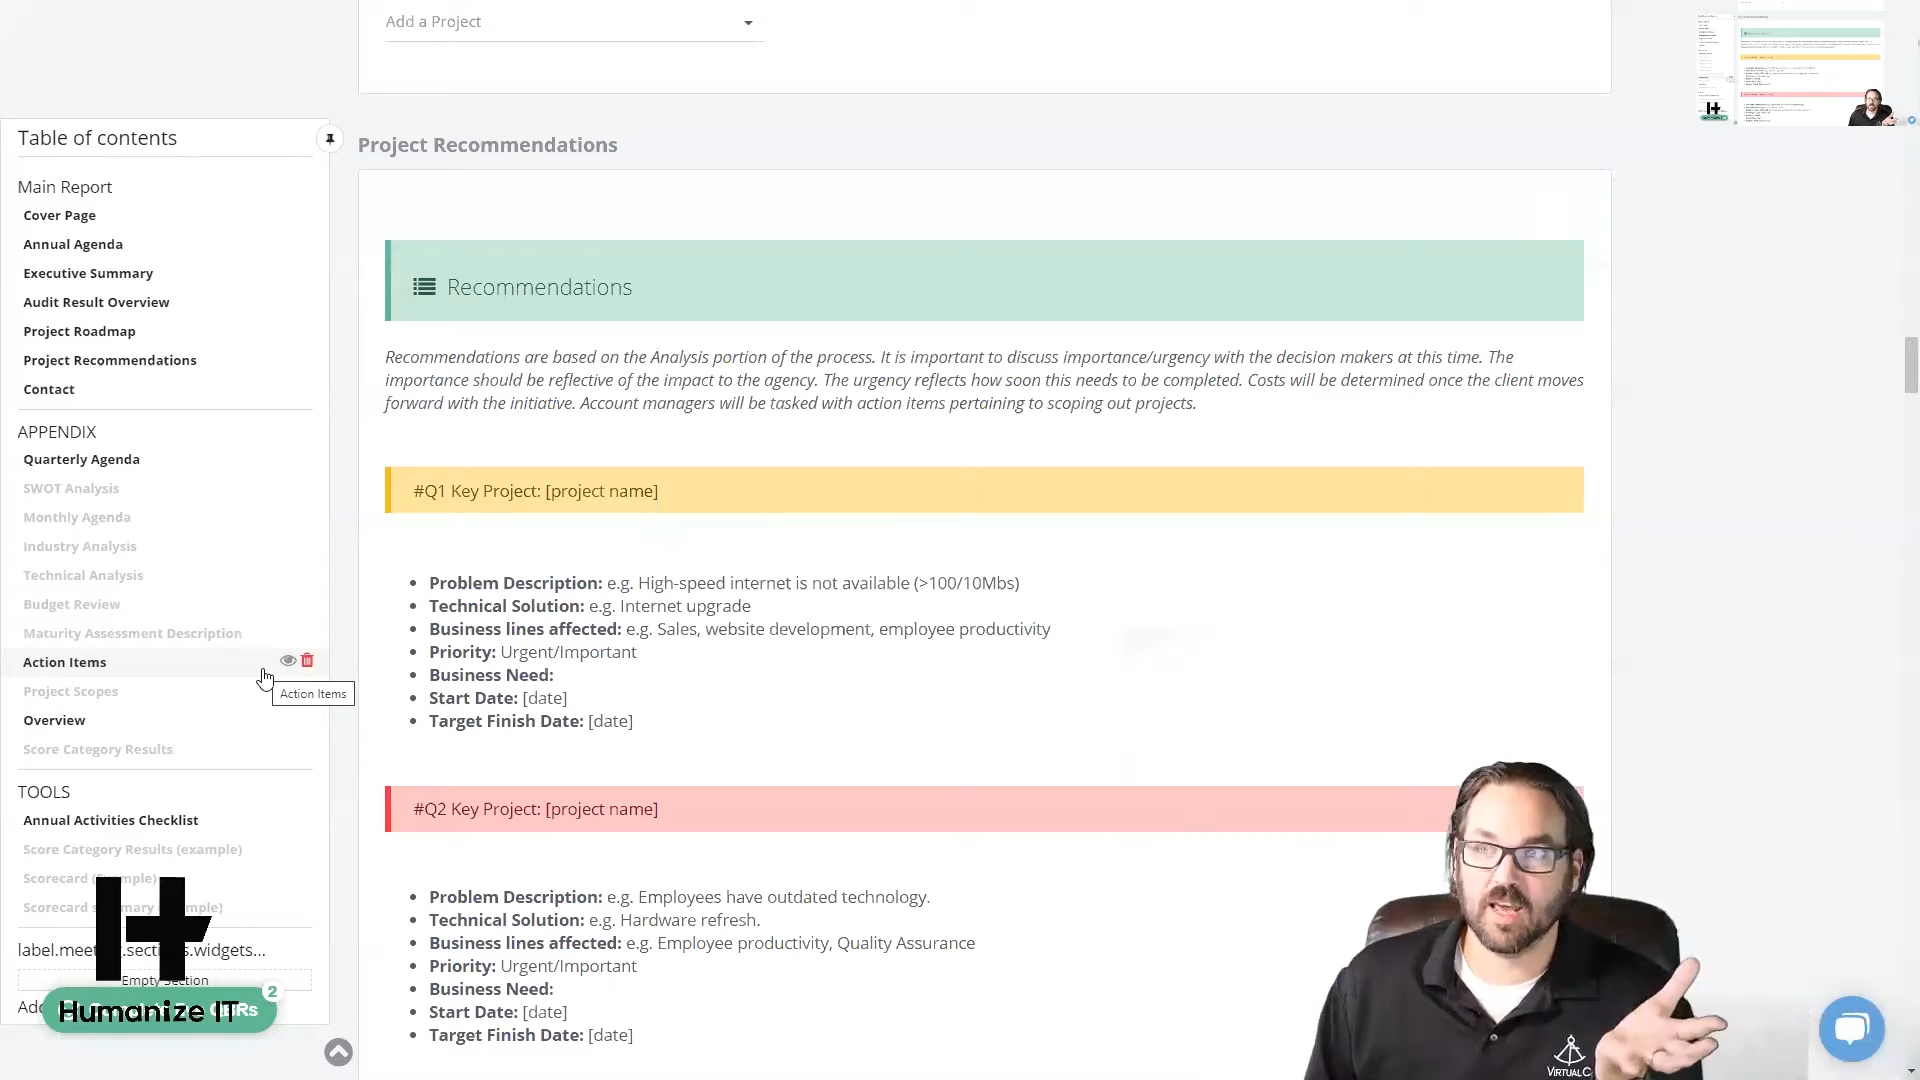 Add a Project
Table of contents
Main Report
Cover Page
Annual Agenda
Executive Summary
Audit Result Overview
Project Roadmap
Project Recommendations
Contact
APPENDIX
Quarterly Agenda
SWOT Analysis
Monthly Agenda
Industry Analysis
Technical Analysis
Budget Review
Maturity Assessment Description
Action Items
Action Items
Project Scopes
Overview
Score Category Results
TOOLS
Annual Activities Checklist
Score Category Results (example)
Scorecard
Empty Section
2
Humanize IT
Project Recommendations
Recommendations
Recommendations are based on the Analysis portion of the process. It is important to discuss importance/urgency with the decision makers at this time. The
importance should be reflective of the impact to the agency. The urgency reflects how soon this needs to be completed. Costs will be determined once the client moves
forward with the initiative. Account managers will be tasked with action items pertaining to scoping out projects.
#Q1 Key Project: [project name]
Problem Description: e.g. High-speed internet is not available (>100/10Mbs)
Technical Solution: e.g. Internet upgrade
Business lines affected: e.g. Sales, website development, employee productivity
Priority: Urgent/Important
Business Need:
Start Date: [date]
Target Finish Date: [date]
#Q2 Key Project: [project name]
Problem Description: e.g. Employees have outdated technology.
Technical Solution: e.g. Hardware refresh.
Business lines affected: e.g. Employee productivity, Quality Assurance
Priority: Urgent/Important
Business Need:
Start Date: [date]
Target Finish Date: [date]
VIRTUALC